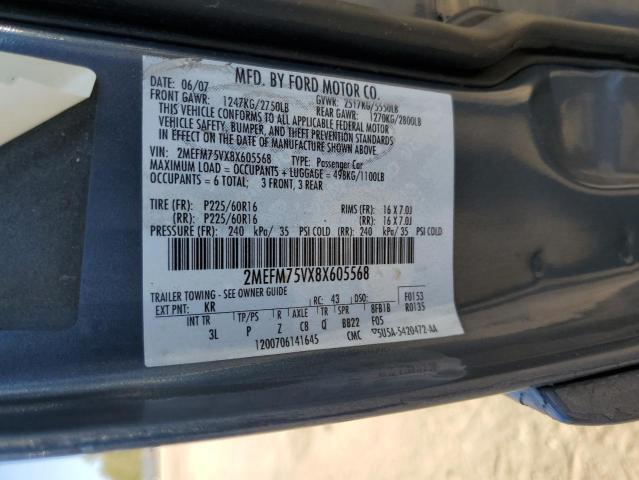 MFD. BY FORD MOTOR CO.
DATE: 06/07 GVWR: 2517KG/5550LB
FRONT GAWR: 1247KG/2750LB REAR GAWR: 1270KG/2800LB
THIS VEHICLE CONFORMS TO ALL APPLICABLE FEDERAL MOTOR
VEHICLE SAFETY, BUMPER, AND THEFT PREVENTION STANDARDS
IN EFFECT ON THE DATE OF MANUFACTURE SHOWN ABOVE.
VIN: 2MEFM75VX8X605568 TYPE: Passenger Car
MAXIMUM LOAD = OCCUPANTS + LUGGAGE = 498KG/1100LB
OCCUPANTS = 6 TOTAL; 3 FRONT, 3 REAR
TIRE (FR): P225/60R16 RIMS (FR): 16 X 7.0J
(RR): P225/60R16 (RR): 16 X 7.0J
PRESSURE (FR): 240 kPa/ 35 PSI COLD (RR) 240 kPa/ 35 PSI COLD
2MEFM75VX8X605568
TRAILER TOWING - SEE OWNER GUIDE
EXT PNT: KR RC: 43 DSO: F0153
INT TR TP/PS R AXLE TR SPR BFB1B R0135
3L P Z C8 Q BB22 F05
1200706141645 CMC 5USA-5420472-AA